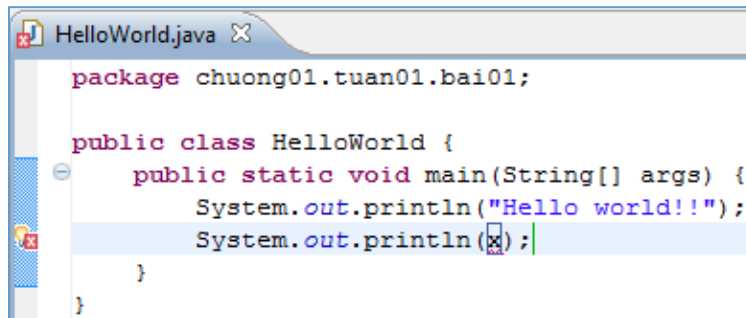 HelloWorld.java
package chuong01.tuan01.bai01;
public class HelloWorld {
public static void main(String[] args) {
System.out.println("Hello world!!");
System.out.println(x);
}
}